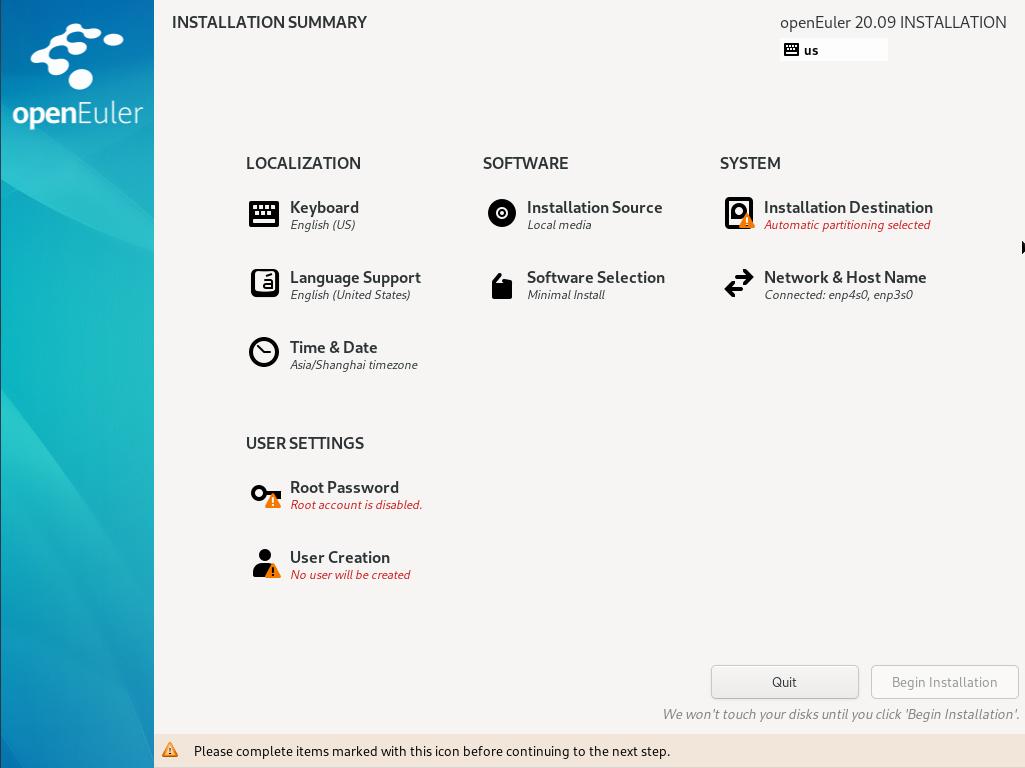 openEuler
INSTALLATION SUMMARY
openEuler 20.09 INSTALLATION
us
LOCALIZATION
Keyboard
English (US)
Language Support
English (United States)
Time & Date
Asia/Shanghai timezone
SOFTWARE
Installation Source
Local media
Software Selection
Minimal Install
SYSTEM
Installation Destination
Automatic partitioning selected
Network & Host Name
Connected: enp4s0, enp3s0
USER SETTINGS
Root Password
Root account is disabled.
User Creation
No user will be created
Quit
Begin Installation
We won't touch your disks until you click 'Begin Installation'.
Please complete items marked with this icon before continuing to the next step.